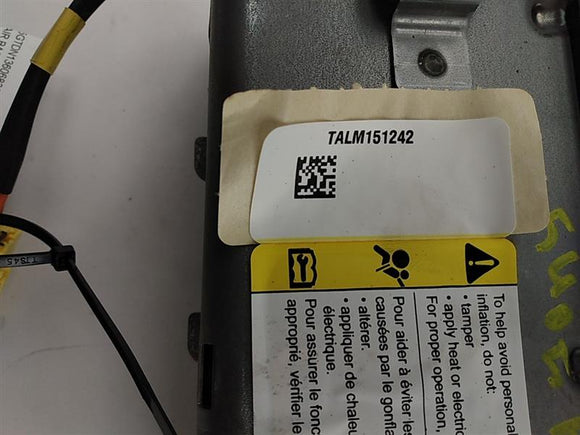 TALM151242
To help avoid personal
inflation, do not:
• tamper
• apply heat or electric
For proper operation,
Pour aider à éviter les
causées par le gonfla
• altérer.
• appliquer de chaleu
électrique.
Pour assurer le fonc
approprié, vérifier le